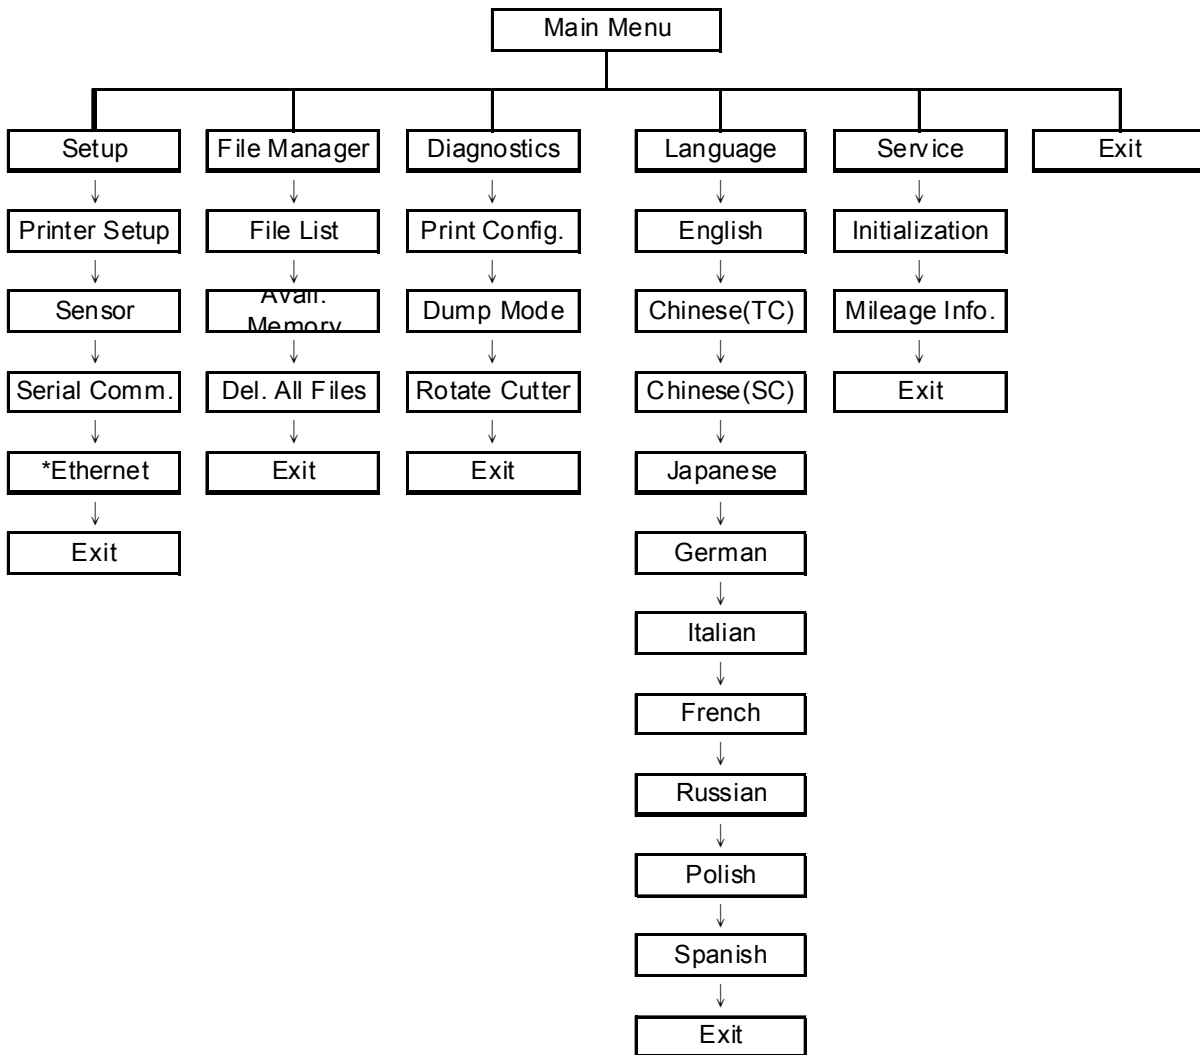 Main Menu
Setup
File Manager
Diagnostics
Language
Service
Exit
Printer Setup
File List
Print Config.
English
Initialization
Sensor
Avail.
Memory
Dump Mode
Chinese(TC)
Mileage Info.
Serial Comm.
Del. All Files
Rotate Cutter
Chinese(SC)
Exit
*Ethernet
Exit
Exit
Japanese
Exit
German
Italian
French
Russian
Polish
Spanish
Exit